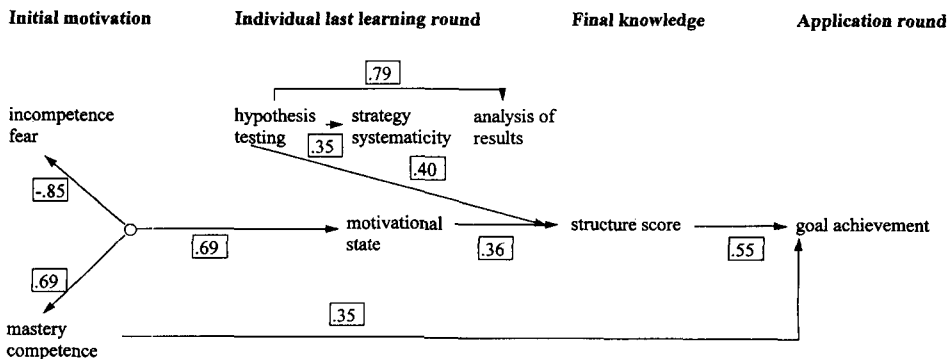 Initial motivation Individual last learning round Final knowledge Application round
.79
incompetence fear
hypothesis testing
strategy systematicity
analysis of results
.35
.40
-.85
.69
motivational state
.36
structure score
.55
goal achievement
.69
.35
mastery competence